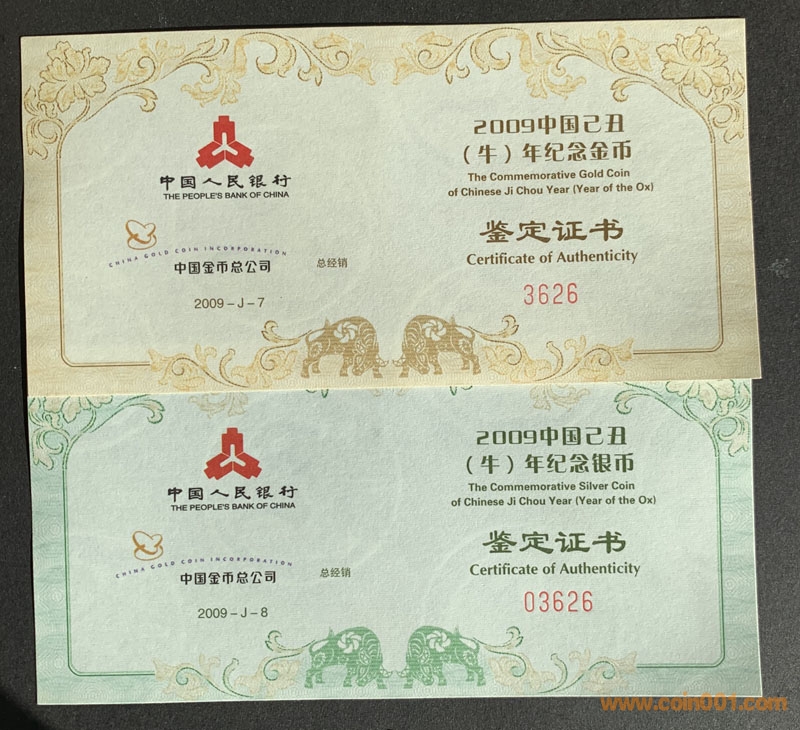 中国人民银行
THE PEOPLE'S BANK OF CHINA
CHINA GOLD COIN INCORPORATION
中国金币总公司
总经销
2009-J-7
2009中国己丑
(牛)年纪念金币
The Commemorative Gold Coin
of Chinese Ji Chou Year (Year of the Ox)
鉴定证书
Certificate of Authenticity
3626
中国人民银行
THE PEOPLE'S BANK OF CHINA
CHINA GOLD COIN INCORPORATION
中国金币总公司
总经销
2009-J-8
2009中国己丑
(牛)年纪念银币
The Commemorative Silver Coin
of Chinese Ji Chou Year (Year of the Ox)
鉴定证书
Certificate of Authenticity
03626
www.coin001.com